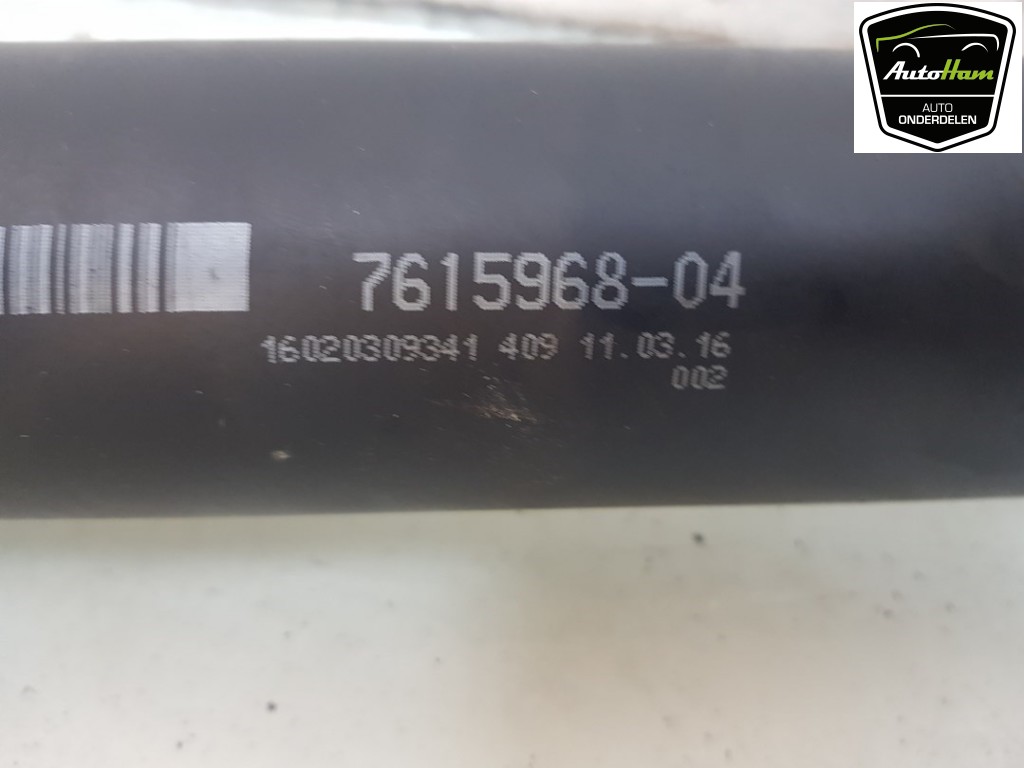 AutoHam
AUTO
ONDERDELEN
7615968-04
16020309341 409 11.03.16
002